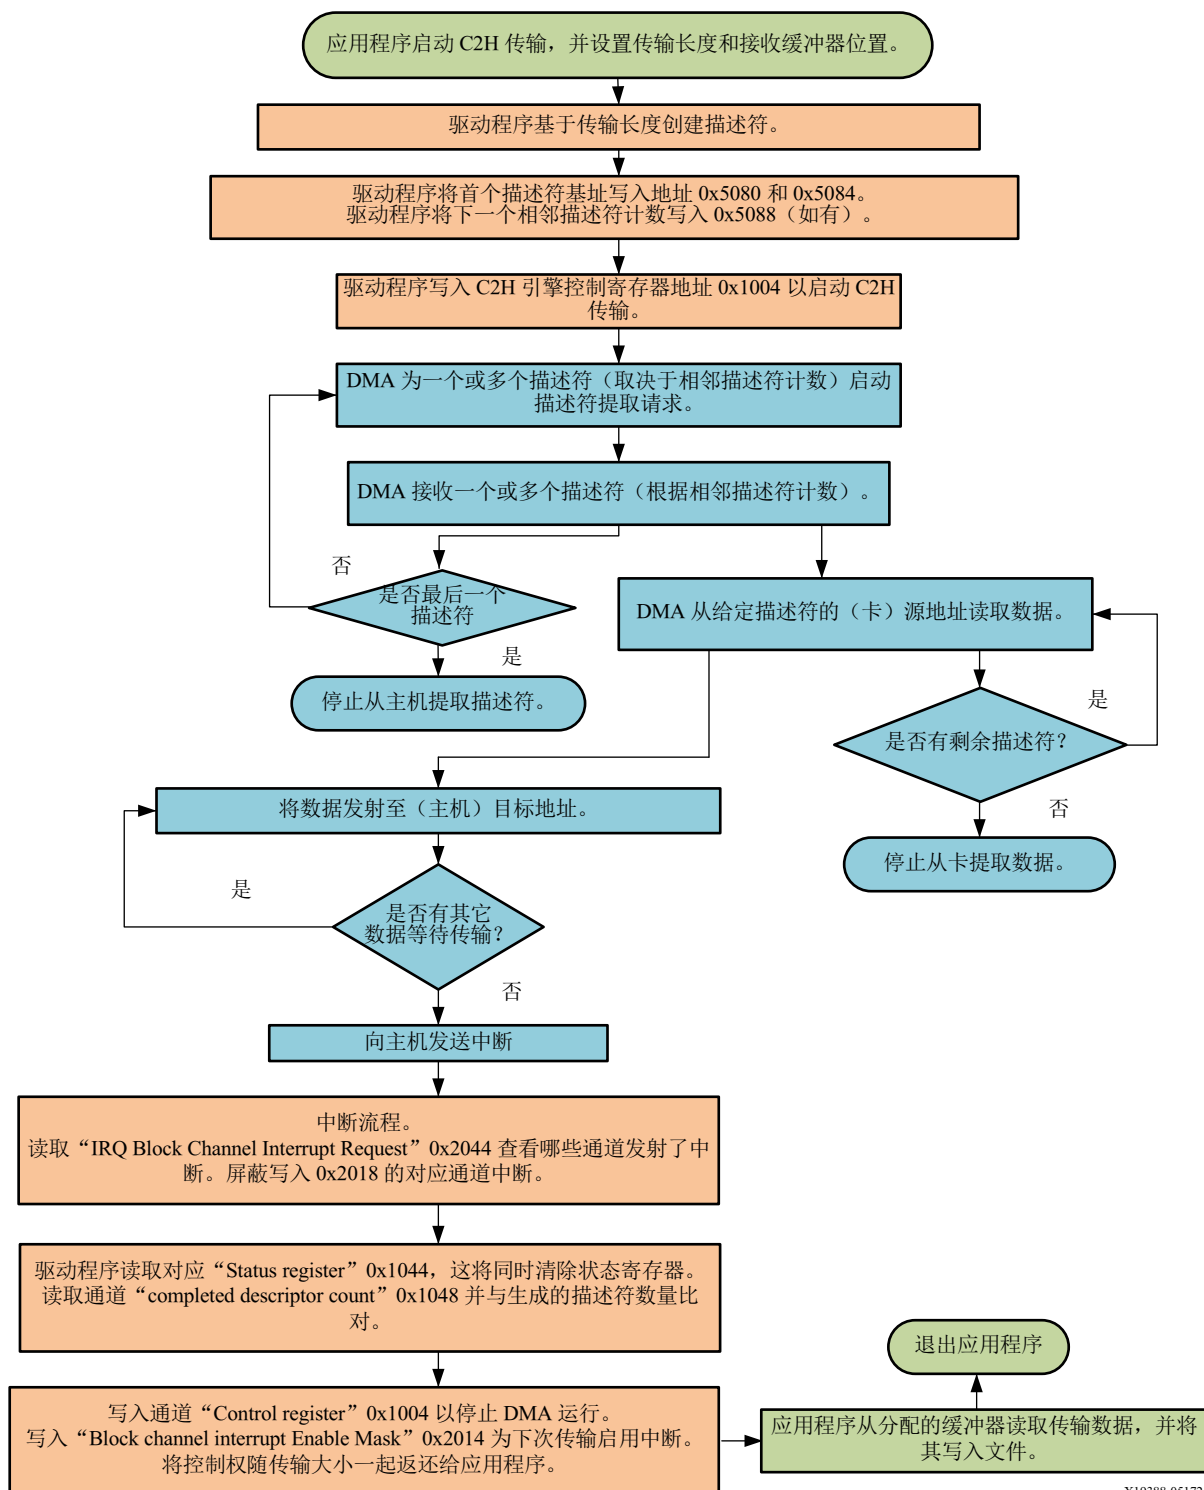 应用程序启动 C2H 传输，并设置传输长度和接收缓冲器位置。
驱动程序基于传输长度创建描述符。
驱动程序将首个描述符基址写入地址 0x5080 和 0x5084。
驱动程序将下一个相邻描述符计数写入 0x5088（如有）。
驱动程序写入 C2H 引擎控制寄存器地址 0x1004 以启动 C2H
传输。
DMA 为一个或多个描述符（取决于相邻描述符计数）启动
描述符提取请求。
DMA 接收一个或多个描述符（根据相邻描述符计数）。
否
是否最后一个
描述符
是
停止从主机提取描述符。
DMA 从给定描述符的（卡）源地址读取数据。
是
是否有剩余描述符？
否
停止从卡提取数据。
将数据发射至（主机）目标地址。
是
是否有其它
数据等待传输？
否
向主机发送中断
中断流程。
读取“IRQ Block Channel Interrupt Request”0x2044 查看哪些通道发射了中
断。屏蔽写入 0x2018 的对应通道中断。
驱动程序读取对应“Status register”0x1044，这将同时清除状态寄存器。
读取通道“completed descriptor count”0x1048 并与生成的描述符数量比
对。
写入通道“Control register”0x1004 以停止 DMA 运行。
写入“Block channel interrupt Enable Mask”0x2014 为下次传输启用中断。
将控制权随传输大小一起返还给应用程序。
退出应用程序
应用程序从分配的缓冲器读取传输数据，并将
其写入文件。